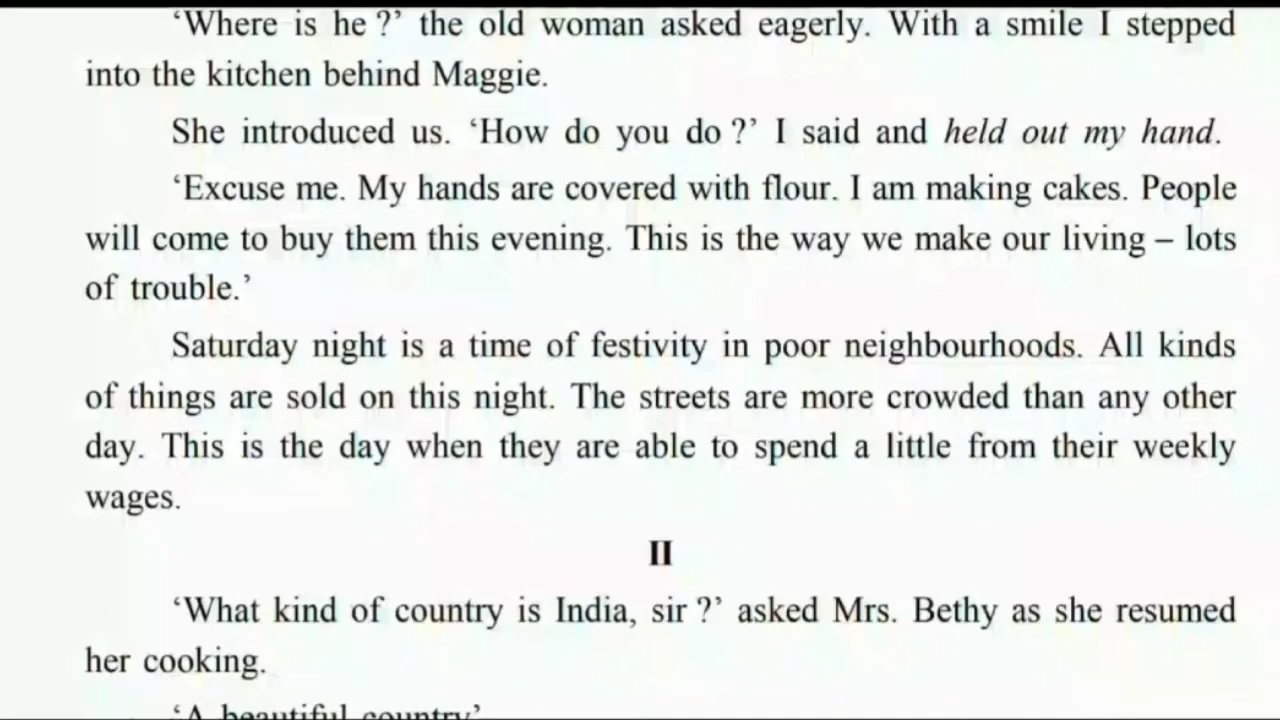 ‘Where is he ?’ the old woman asked eagerly. With a smile I stepped
into the kitchen behind Maggie.
She introduced us. ‘How do you do ?’ I said and held out my hand.
‘Excuse me. My hands are covered with flour. I am making cakes. People
will come to buy them this evening. This is the way we make our living – lots
of trouble.’
Saturday night is a time of festivity in poor neighbourhoods. All kinds
of things are sold on this night. The streets are more crowded than any other
day. This is the day when they are able to spend a little from their weekly
wages.
II
‘What kind of country is India, sir ?’ asked Mrs. Bethy as she resumed
her cooking.
‘A beautiful country’